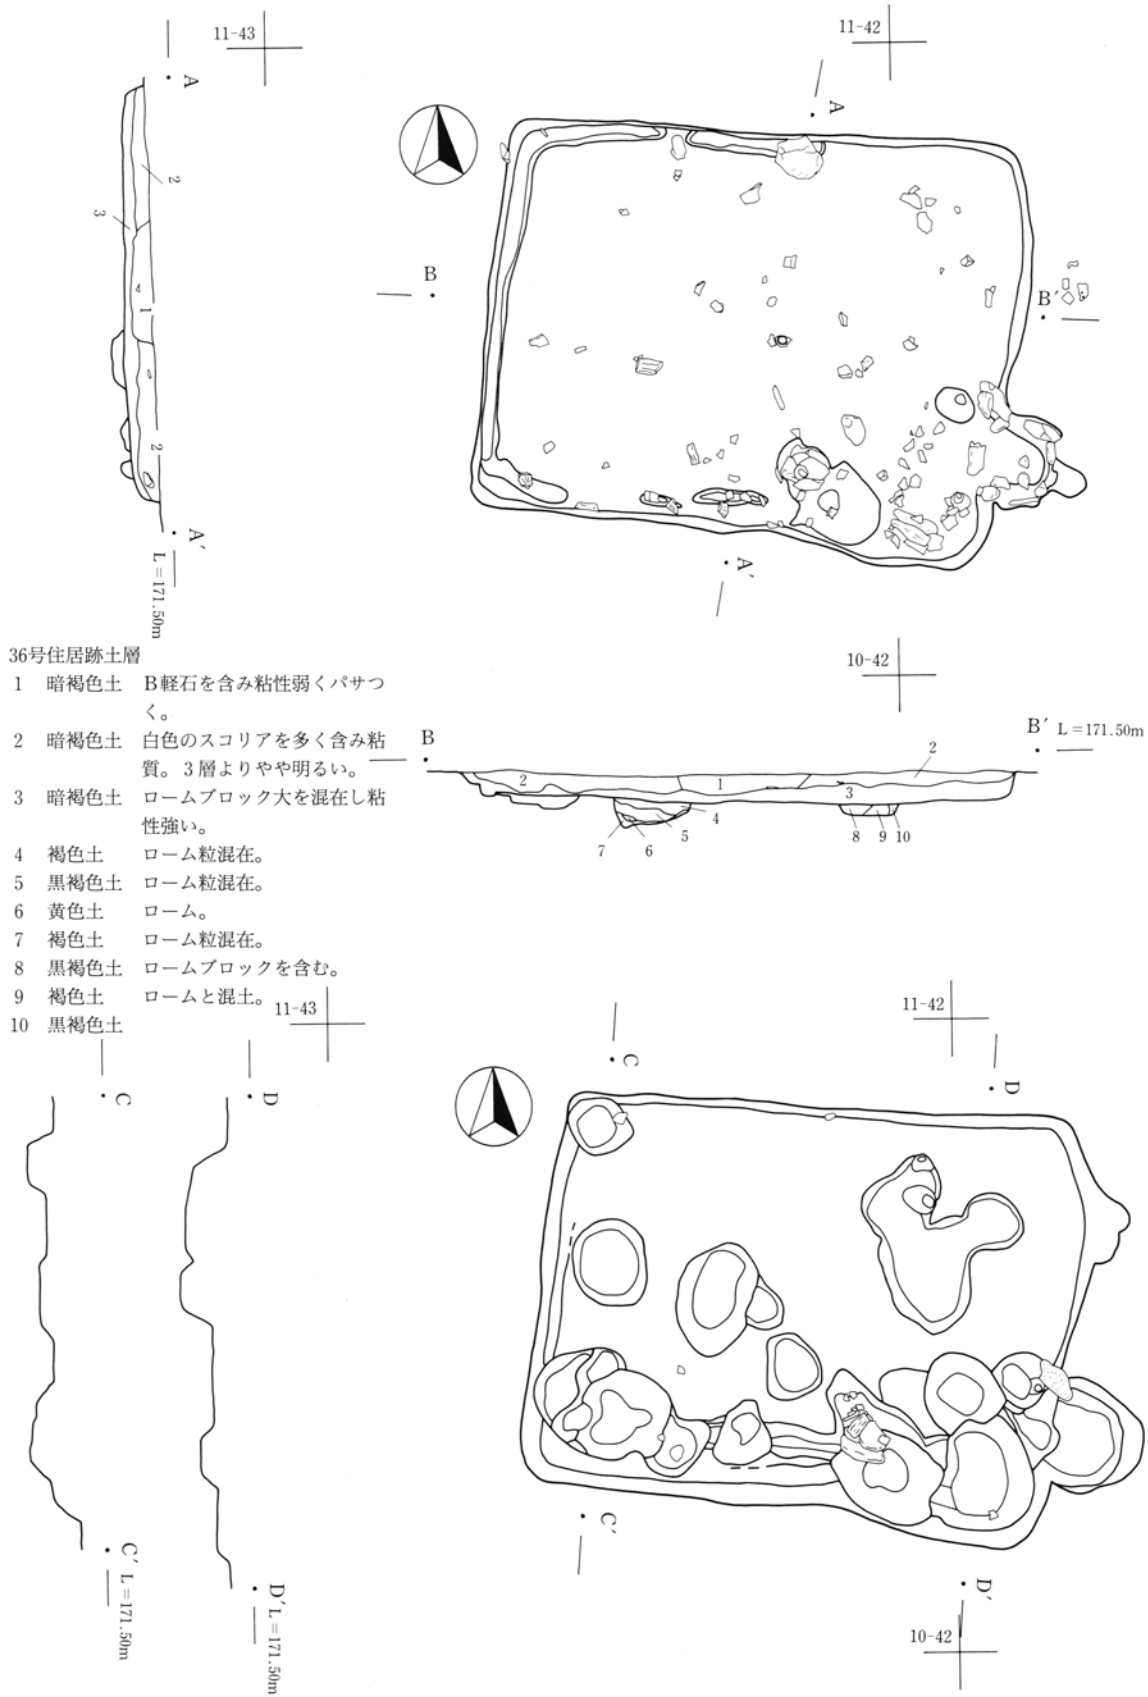 11-43
11-42
A
A
2
3
4
1
B
B′
2
A′
L=171.50m
A′
36号住居跡土層
1 暗褐色土 B軽石を含み粘性弱くパサつ
く。
2 暗褐色土 白色のスコリアを多く含み粘
質。3層よりやや明るい。
3 暗褐色土 ロームブロック大を混在し粘
性強い。
4 褐色土 ローム粒混在。
5 黒褐色土 ローム粒混在。
6 黄色土 ローム。
7 褐色土 ローム粒混在。
8 黒褐色土 ロームブロックを含む。
9 褐色土 ロームと混土。
10 黒褐色土
10-42
B
B′ L=171.50m
2
2
1
3
4
5
7
6
8 9 10
11-43
11-42
C
D
C
D
C′ L=171.50m
D′ L=171.50m
C′
D′
10-42